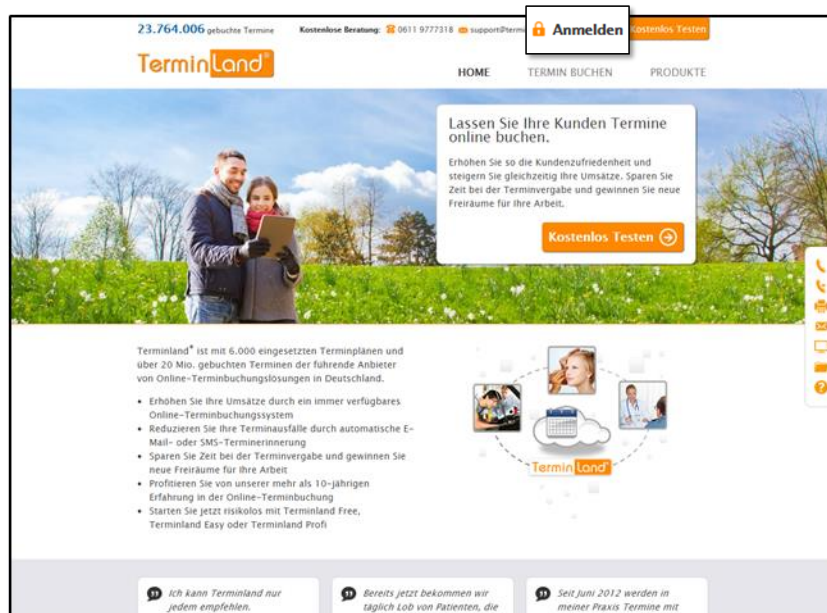 23.764.006 gebuchte Termine
Kostenlose Beratung: 0611 9777318 support@termi
Anmelden
Kostenlos Testen
TerminLand®
HOME TERMIN BUCHEN PRODUKTE
Lassen Sie Ihre Kunden Termine
online buchen.
Erhöhen Sie so die Kundenzufriedenheit und
steigern Sie gleichzeitig Ihre Umsätze. Sparen Sie
Zeit bei der Terminvergabe und gewinnen Sie neue
Freiräume für Ihre Arbeit.
Kostenlos Testen
Terminland® ist mit 6.000 eingesetzten Terminplänen und
über 20 Mio. gebuchten Terminen der führende Anbieter
von Online-Terminbuchungslösungen in Deutschland.
• Erhöhen Sie Ihre Umsätze durch ein immer verfügbares
Online-Terminbuchungssystem
• Reduzieren Sie Ihre Terminausfälle durch automatische E-
Mail- oder SMS-Terminerinnerung
• Sparen Sie Zeit bei der Terminvergabe und gewinnen Sie
neue Freiräume für Ihre Arbeit
• Profitieren Sie von unserer mehr als 10-jährigen
Erfahrung in der Online-Terminbuchung
• Starten Sie jetzt risikolos mit Terminland Free,
Terminland Easy oder Terminland Profi
TerminLand®
Ich kann Terminland nur
jedem empfehlen.
Bereits jetzt bekommen wir
täglich Lob von Patienten, die
Seit Juni 2012 werden in
meiner Praxis Termine mit